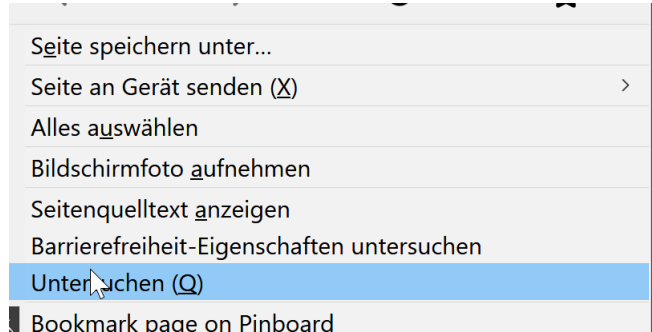 Seite speichern unter...
Seite an Gerät senden (X)
Alles auswählen
Bildschirmfoto aufnehmen
Seitenquelltext anzeigen
Barrierefreiheit-Eigenschaften untersuchen
Untersuchen (Q)
Bookmark page on Pinboard